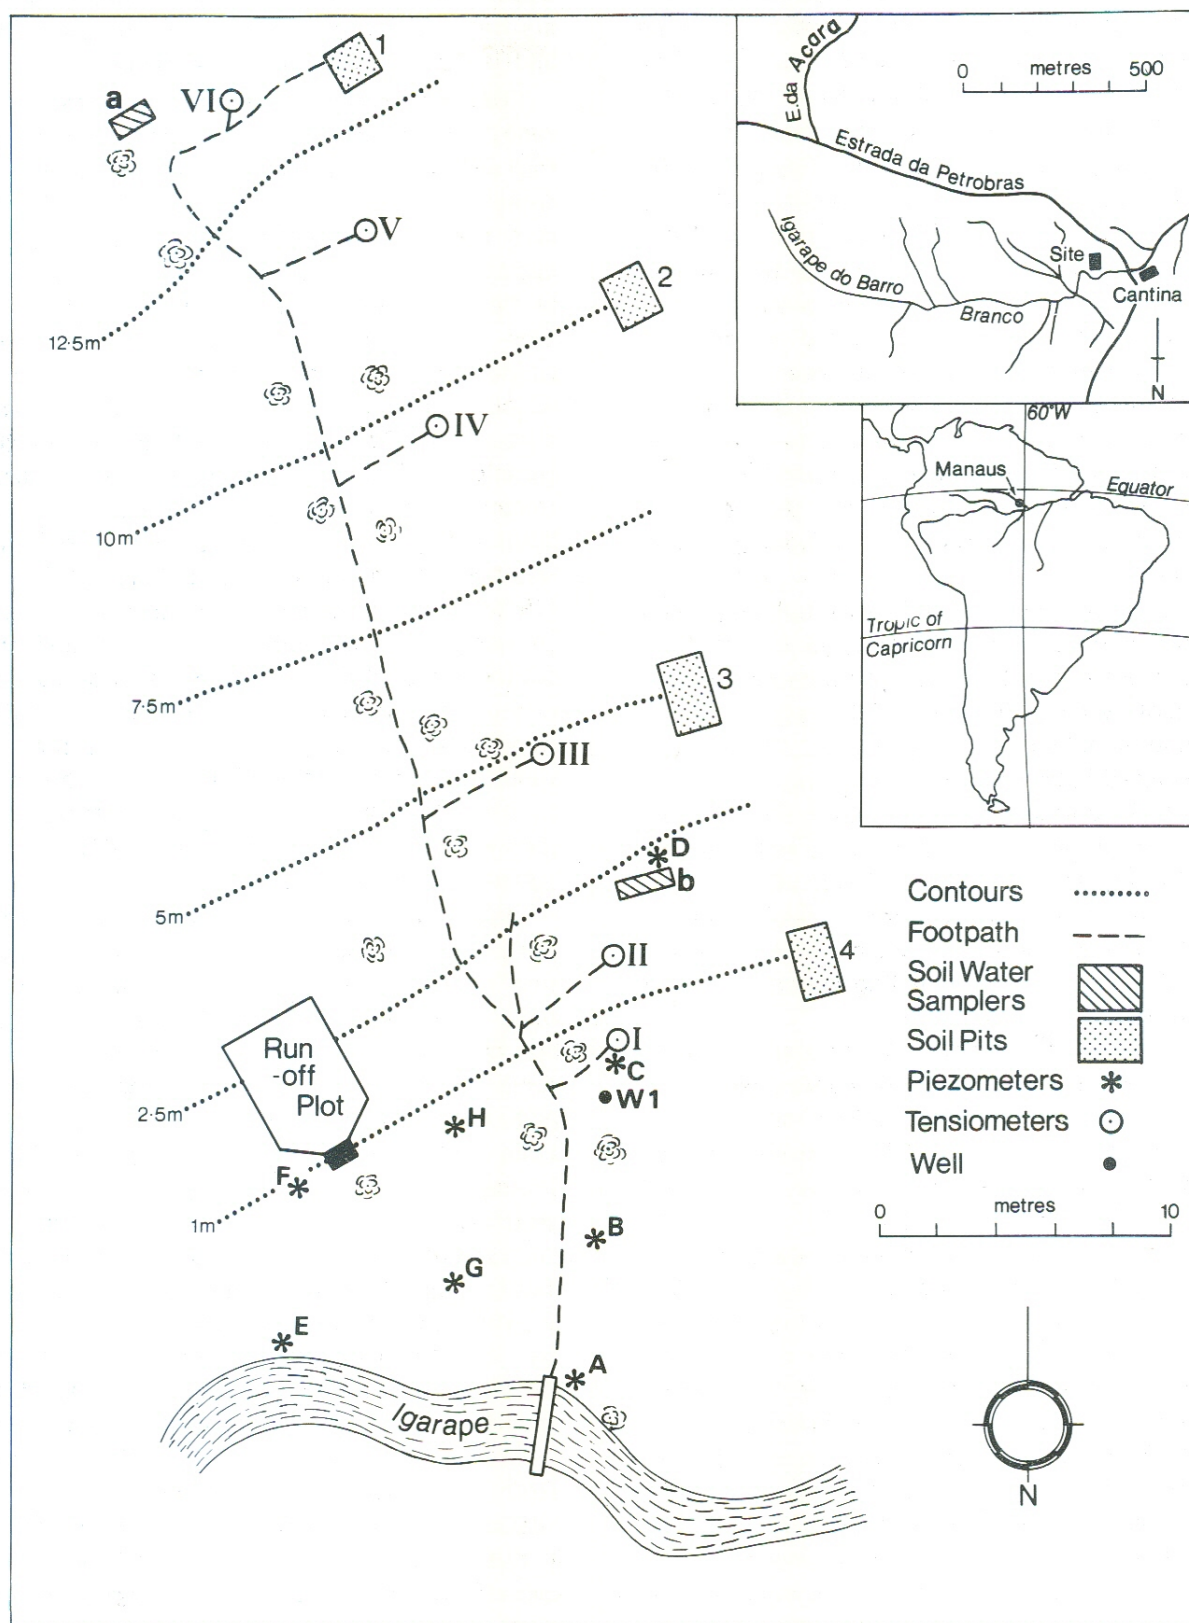 1
a
VI
V
2
12·5m
IV
10m
7·5m
3
III
D
b
5m
II
4
I
C
W1
Run
-off
Plot
2·5m
H
F
1m
B
G
E
A
Igarape
E.da Acara
0 metres 500
Estrada da Petrobras
Igarape do Barro
Branco
Site
Cantina
N
60°W
Manaus
Equator
Tropic of
Capricorn
Contours
Footpath
Soil Water
Samplers
Soil Pits
Piezometers
Tensiometers
Well
metres
0 10
N